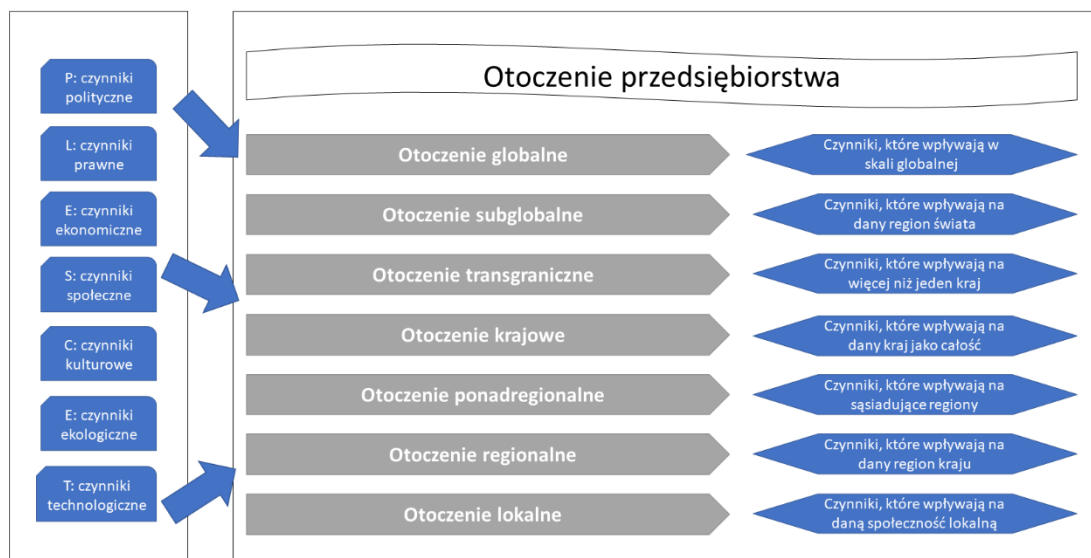 P: czynniki
polityczne
L: czynniki
prawne
E: czynniki
ekonomiczne
S: czynniki
społeczne
C: czynniki
kulturowe
E: czynniki
ekologiczne
T: czynniki
technologiczne
Otoczenie przedsiębiorstwa
Otoczenie globalne
Czynniki, które wpływają w
skali globalnej
Otoczenie subglobalne
Czynniki, które wpływają na
dany region świata
Otoczenie transgraniczne
Czynniki, które wpływają na
więcej niż jeden kraj
Otoczenie krajowe
Czynniki, które wpływają na
dany kraj jako całość
Otoczenie ponadregionalne
Czynniki, które wpływają na
sąsiadujące regiony
Otoczenie regionalne
Czynniki, które wpływają na
dany region kraju
Otoczenie lokalne
Czynniki, które wpływają na
daną społeczność lokalną